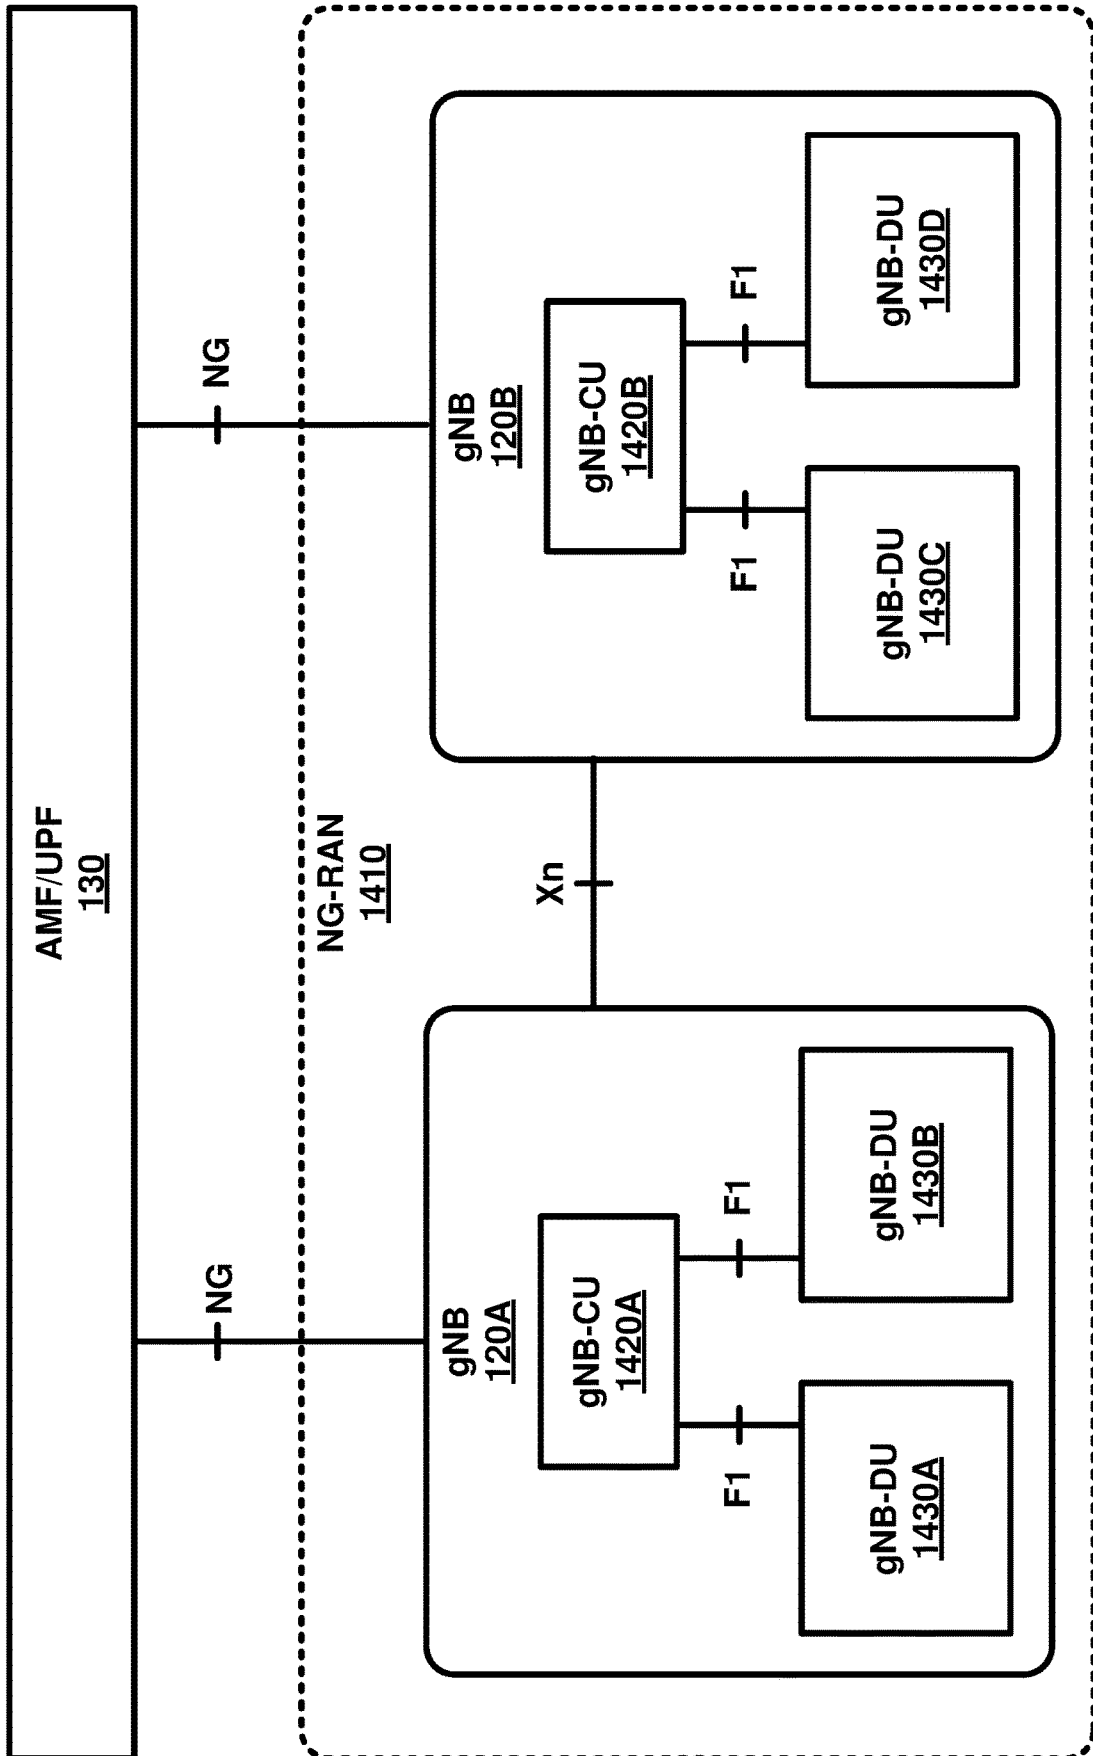 AMF/UPF
130
NG
NG
NG-RAN
1410
gNB
120A
gNB-CU
1420A
F1
F1
gNB-DU
1430A
gNB-DU
1430B
Xn
gNB
120B
gNB-CU
1420B
F1
F1
gNB-DU
1430C
gNB-DU
1430D